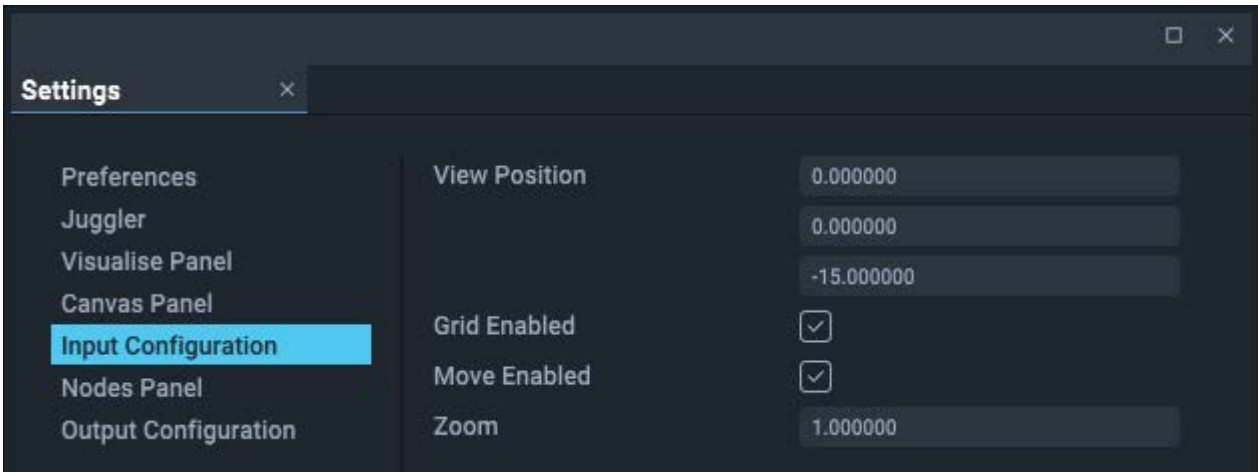 Settings
Preferences
Juggler
Visualise Panel
Canvas Panel
Input Configuration
Nodes Panel
Output Configuration
View Position
0.000000
0.000000
-15.000000
Grid Enabled
Move Enabled
Zoom
1.000000